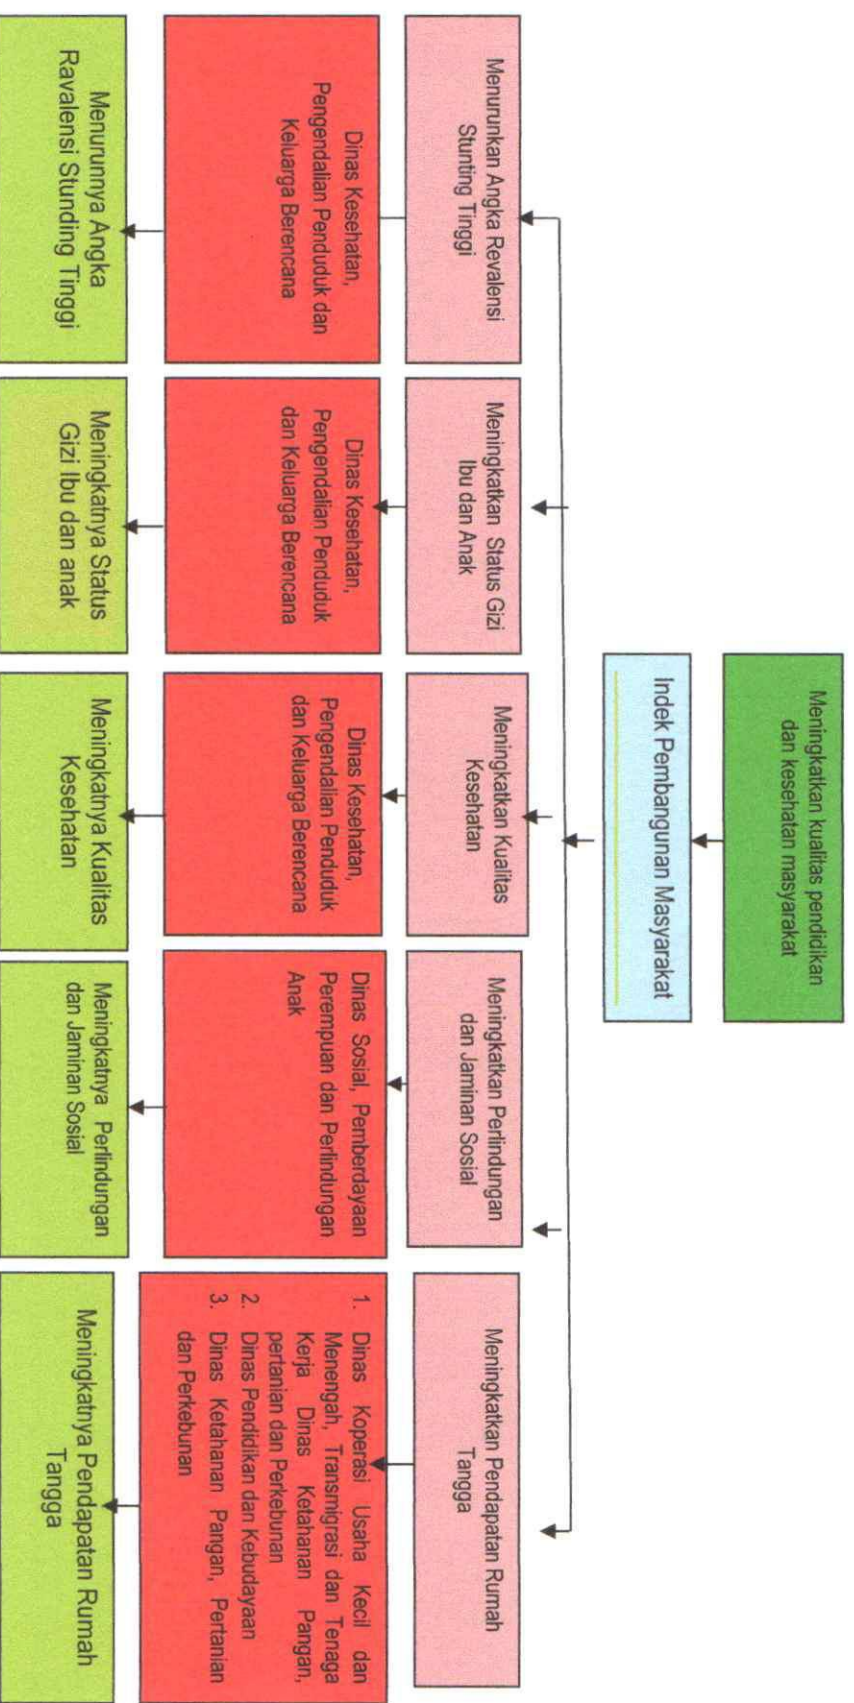 Meningkatkan kualitas pendidikan
dan kesehatan masyarakat
Indek Pembangunan Masyarakat
Menurunkan Angka Revalensi
Stunting Tinggi
Meningkatkan Status Gizi
Ibu dan Anak
Meningkatkan Kualitas
Kesehatan
Meningkatkan Perlindungan
dan Jaminan Sosial
Meningkatkan Pendapatan Rumah
Tangga
Dinas Kesehatan,
Pengendalian Penduduk dan
Keluarga Berencana
Dinas Kesehatan,
Pengendalian Penduduk
dan Keluarga Berencana
Dinas Kesehatan,
Pengendalian Penduduk
dan Keluarga Berencana
Dinas Sosial, Pemberdayaan
Perempuan dan Perlindungan
Anak
1. Dinas Koperasi Usaha Kecil dan
Menengah, Transmigrasi dan Tenaga
Kerja Dinas Ketahanan Pangan,
pertanian dan Perkebunan
2. Dinas Pendidikan dan Kebudayaan
3. Dinas Ketahanan Pangan, Pertanian
dan Perkebunan
Menurunnya Angka
Ravalensi Stunding Tinggi
Meningkatnya Status
Gizi Ibu dan anak
Meningkatnya Kualitas
Kesehatan
Meningkatnya Perlindungan
dan Jaminan Sosial
Meningkatnya Pendapatan Rumah
Tangga